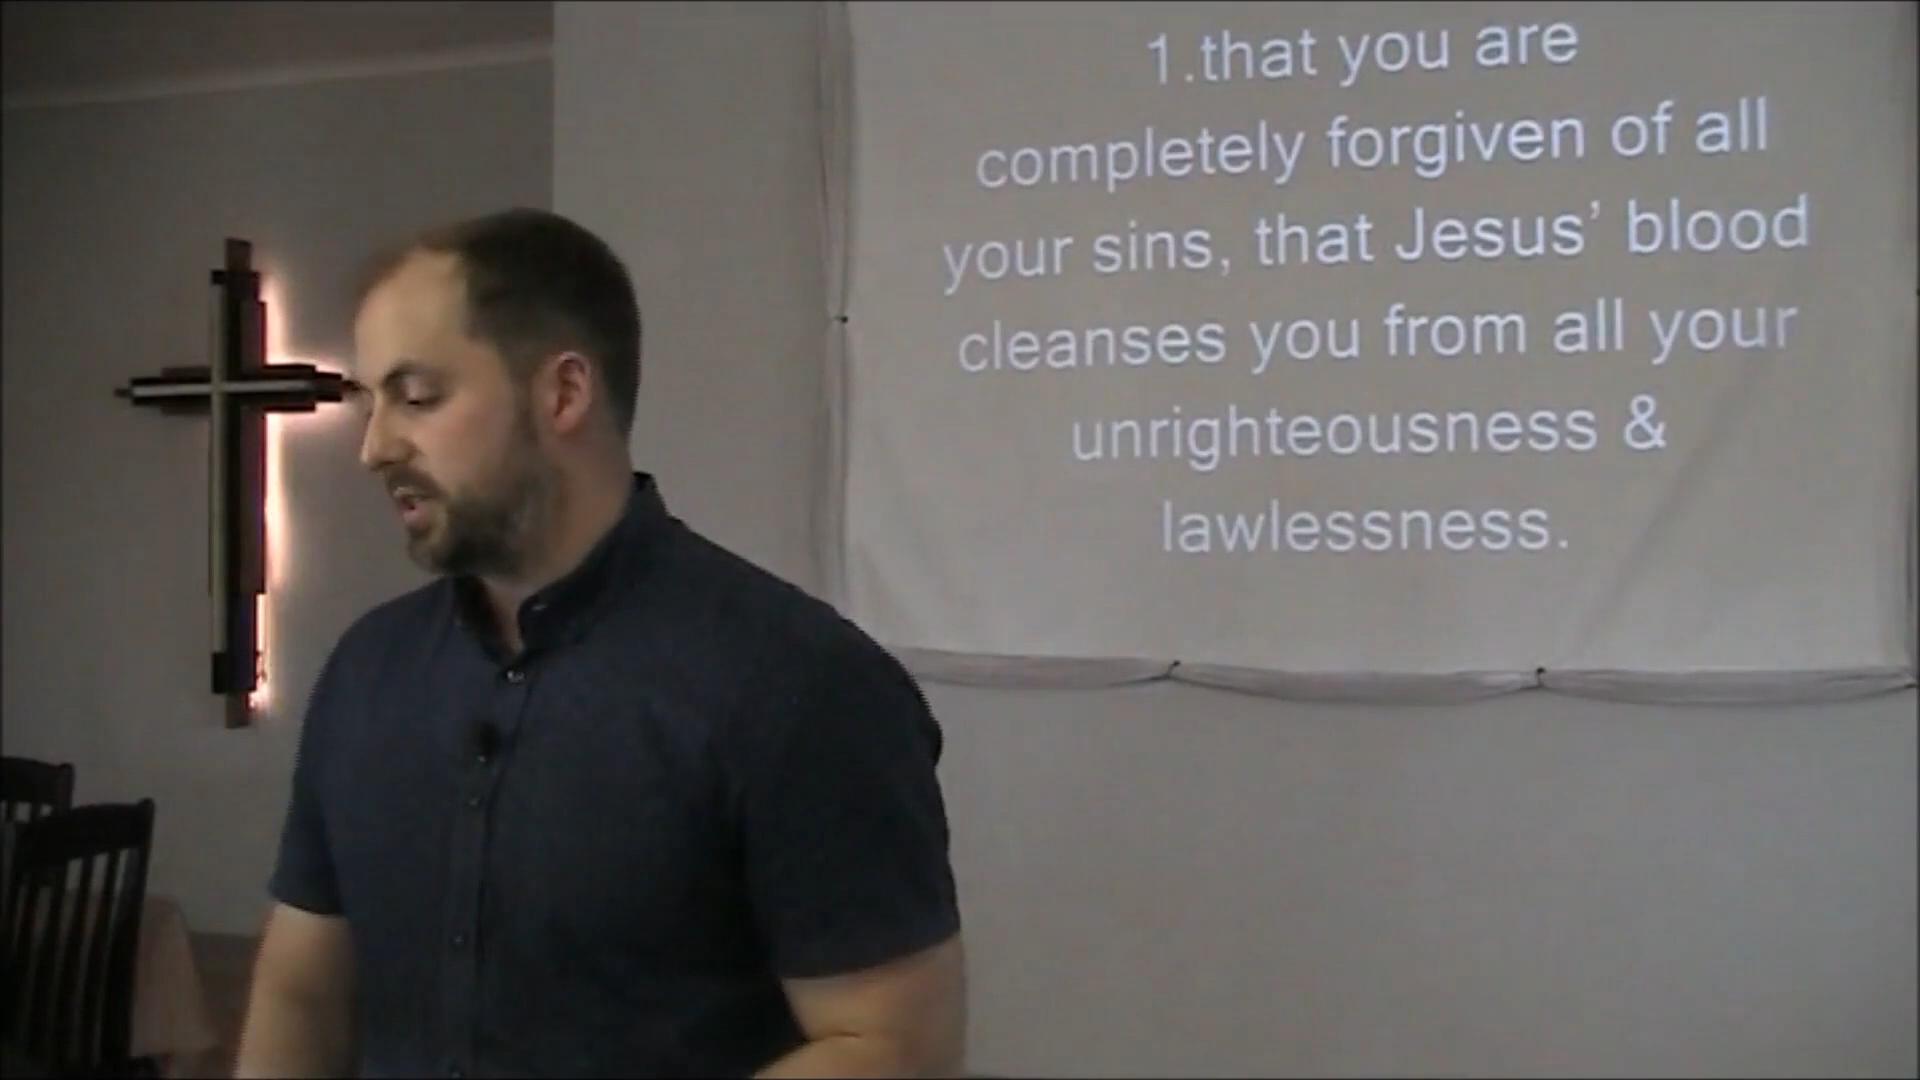 1.that you are
completely forgiven of all
your sins, that Jesus’ blood
cleanses you from all your
unrighteousness &
lawlessness.